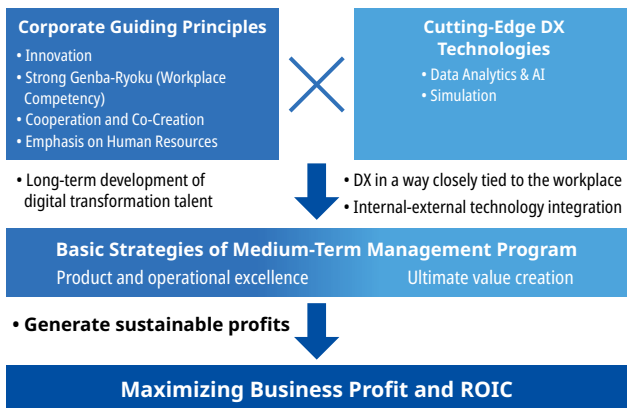 Corporate Guiding Principles
• Innovation
• Strong Genba-Ryoku (Workplace
Competency)
• Cooperation and Co-Creation
• Emphasis on Human Resources
Cutting-Edge DX
Technologies
• Data Analytics & AI
• Simulation
• Long-term development of
digital transformation talent
• DX in a way closely tied to the workplace
• Internal-external technology integration
Basic Strategies of Medium-Term Management Program
Product and operational excellence
Ultimate value creation
• Generate sustainable profits
Maximizing Business Profit and ROIC